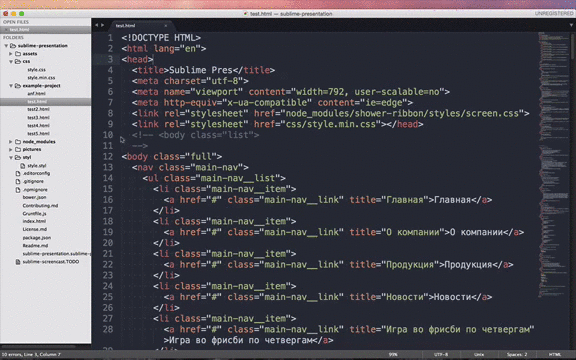 test.html — sublime-presentation
UNREGISTERED
OPEN FILES
test.html
FOLDERS
sublime-presentation
assets
css
style.css
style.min.css
example-project
anf.html
test.html
test2.html
test3.html
test4.html
test5.html
node_modules
pictures
styl
style.styl
.editorconfig
.gitignore
.npmignore
bower.json
Contributing.md
Gruntfile.js
index.html
License.md
package.json
Readme.md
sublime-presentation.sublime-p
sublime-screencast.TODO
test.html
1 <!DOCTYPE HTML>
2 <html lang="en">
3 <head>
4 <title>Sublime Pres</title>
5 <meta charset="utf-8">
6 <meta name="viewport" content="width=792, user-scalable=no">
7 <meta http-equiv="x-ua-compatible" content="ie=edge">
8 <link rel="stylesheet" href="node_modules/shower-ribbon/styles/screen.css">
9 <link rel="stylesheet" href="css/style.min.css"></head>
10 <!-- <body class="list">
11 -->
12 <body class="full">
13 <nav class="main-nav">
14 <ul class="main-nav__list">
15 <li class="main-nav__item">
16 <a href="#" class="main-nav__link" title="Главная">Главная</a>
17 </li>
18 <li class="main-nav__item">
19 <a href="#" class="main-nav__link" title="О компании">О компании</a>
20 </li>
21 <li class="main-nav__item">
22 <a href="#" class="main-nav__link" title="Продукция">Продукция</a>
23 </li>
24 <li class="main-nav__item">
25 <a href="#" class="main-nav__link" title="Новости">Новости</a>
26 </li>
27 <li class="main-nav__item">
28 <a href="#" class="main-nav__link" title="Игра во фрисби по четвергам"
>Игра во фрисби по четвергам</a>
</li>
10 errors, Line 3, Column 7
93%
UTF-8
Unix
Spaces: 2
HTML